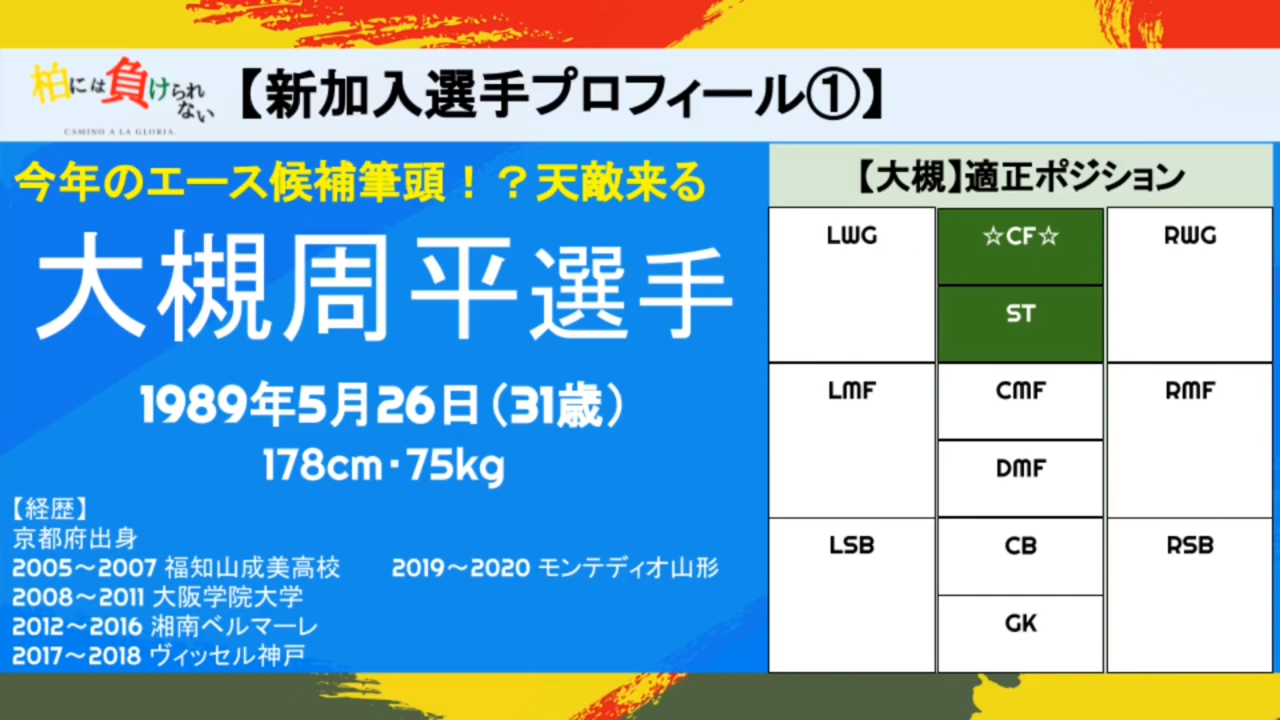 柏には負けられない
CAMINO A LA GLORIA.
【新加入選手プロフィール①】
今年のエース候補筆頭！？天敵来る
大槻周平選手
1989年5月26日（31歳）
178cm・75kg
【経歴】
京都府出身
2005～2007 福知山成美高校
2008～2011 大阪学院大学
2012～2016 湘南ベルマーレ
2017～2018 ヴィッセル神戸
2019～2020 モンテディオ山形
【大槻】適正ポジション
LWG
☆CF☆
RWG
ST
LMF
CMF
RMF
DMF
LSB
CB
RSB
GK